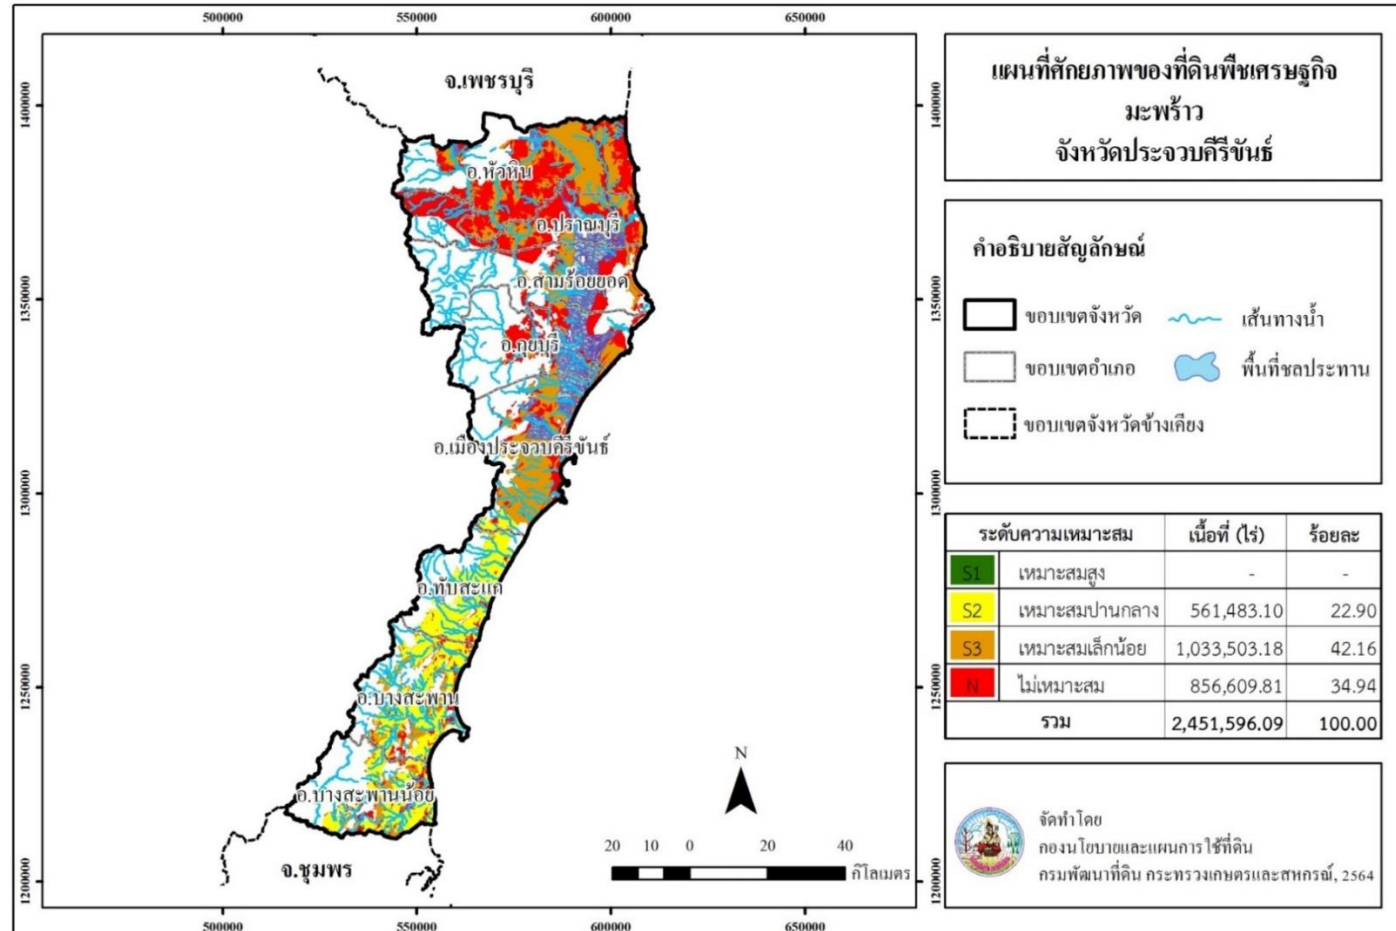 500000 550000 600000 650000
1400000 1400000
1350000 1350000
1300000 1300000
1250000 1250000
1200000 1200000
จ.เพชรบุรี
อ.หัวหิน
อ.ปราณบุรี
อ.สามร้อยยอด
อ.กุยบุรี
อ.เมืองประจวบคีรีขันธ์
อ.ทับสะแก
อ.บางสะพาน
อ.บางสะพานน้อย
จ.ชุมพร
N
20 10 0 20 40
กิโลเมตร
500000 550000 600000 650000
แผนที่ศักยภาพของที่ดินพืชเศรษฐกิจ
มะพร้าว
จังหวัดประจวบคีรีขันธ์
คำอธิบายสัญลักษณ์
ขอบเขตจังหวัด เส้นทางน้ำ
ขอบเขตอำเภอ พื้นที่ชลประทาน
ขอบเขตจังหวัดข้างเคียง
ระดับความเหมาะสม เนื้อที่ (ไร่) ร้อยละ
S1 เหมาะสมสูง - -
S2 เหมาะสมปานกลาง 561,483.10 22.90
S3 เหมาะสมเล็กน้อย 1,033,503.18 42.16
N ไม่เหมาะสม 856,609.81 34.94
รวม 2,451,596.09 100.00
จัดทำโดย
กองนโยบายและแผนการใช้ที่ดิน
กรมพัฒนาที่ดิน กระทรวงเกษตรและสหกรณ์, 2564